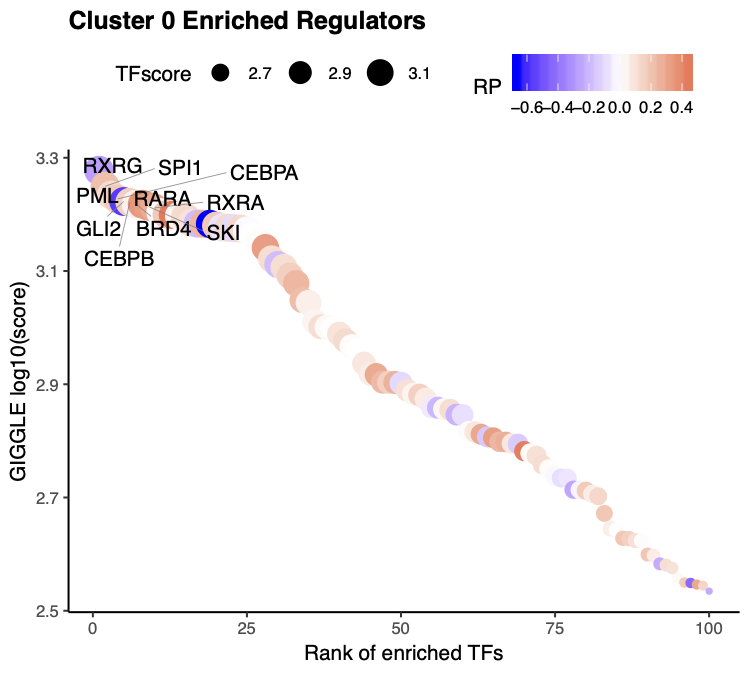 Cluster 0 Enriched Regulators
TFscore 2.7 2.9 3.1
RP
−0.6 −0.4 −0.2 0.0 0.2 0.4
GIGGLE log10(score)
3.3
3.1
2.9
2.7
2.5
RXRG SPI1 CEBPA
PML RARA RXRA
GLI2 BRD4 SKI
CEBPB
0 25 50 75 100
Rank of enriched TFs